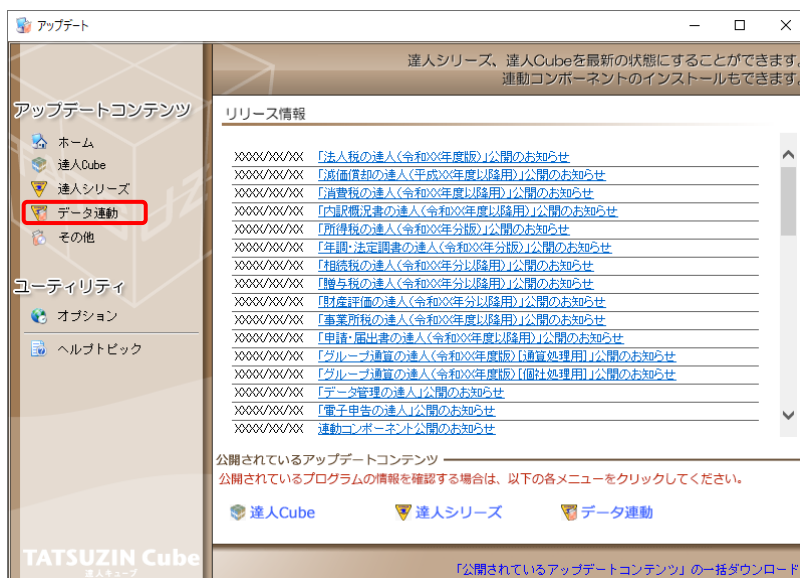 アップデート
達人シリーズ、達人Cubeを最新の状態にすることができます。
連動コンポーネントのインストールもできます。
アップデートコンテンツ
ホーム
達人Cube
達人シリーズ
データ連動
その他
ユーティリティ
オプション
ヘルプトピック
TATSUZIN Cube
達人キューブ
リリース情報
XXXX/XX/XX 「法人税の達人(令和XX年度版)」公開のお知らせ
XXXX/XX/XX 「減価償却の達人(平成XX年度以降用)」公開のお知らせ
XXXX/XX/XX 「消費税の達人(令和XX年度以降用)」公開のお知らせ
XXXX/XX/XX 「内訳概況書の達人(令和XX年度以降用)」公開のお知らせ
XXXX/XX/XX 「所得税の達人(令和XX年分版)」公開のお知らせ
XXXX/XX/XX 「年調・法定調書の達人(令和XX年分版)」公開のお知らせ
XXXX/XX/XX 「相続税の達人(令和XX年分以降用)」公開のお知らせ
XXXX/XX/XX 「贈与税の達人(令和XX年分以降用)」公開のお知らせ
XXXX/XX/XX 「財産評価の達人(令和XX年分以降用)」公開のお知らせ
XXXX/XX/XX 「事業所税の達人(令和XX年度以降用)」公開のお知らせ
XXXX/XX/XX 「申請・届出書の達人(令和XX年度以降用)」公開のお知らせ
XXXX/XX/XX 「グループ通算の達人(令和XX年度版)[通算処理用]」公開のお知らせ
XXXX/XX/XX 「グループ通算の達人(令和XX年度版)[個社処理用]」公開のお知らせ
XXXX/XX/XX 「データ管理の達人」公開のお知らせ
XXXX/XX/XX 「電子申告の達人」公開のお知らせ
XXXX/XX/XX 連動コンポーネント公開のお知らせ
公開されているアップデートコンテンツ
公開されているプログラムの情報を確認する場合は、以下の各メニューをクリックしてください。
達人Cube 達人シリーズ データ連動
「公開されているアップデートコンテンツ」の一括ダウンロード